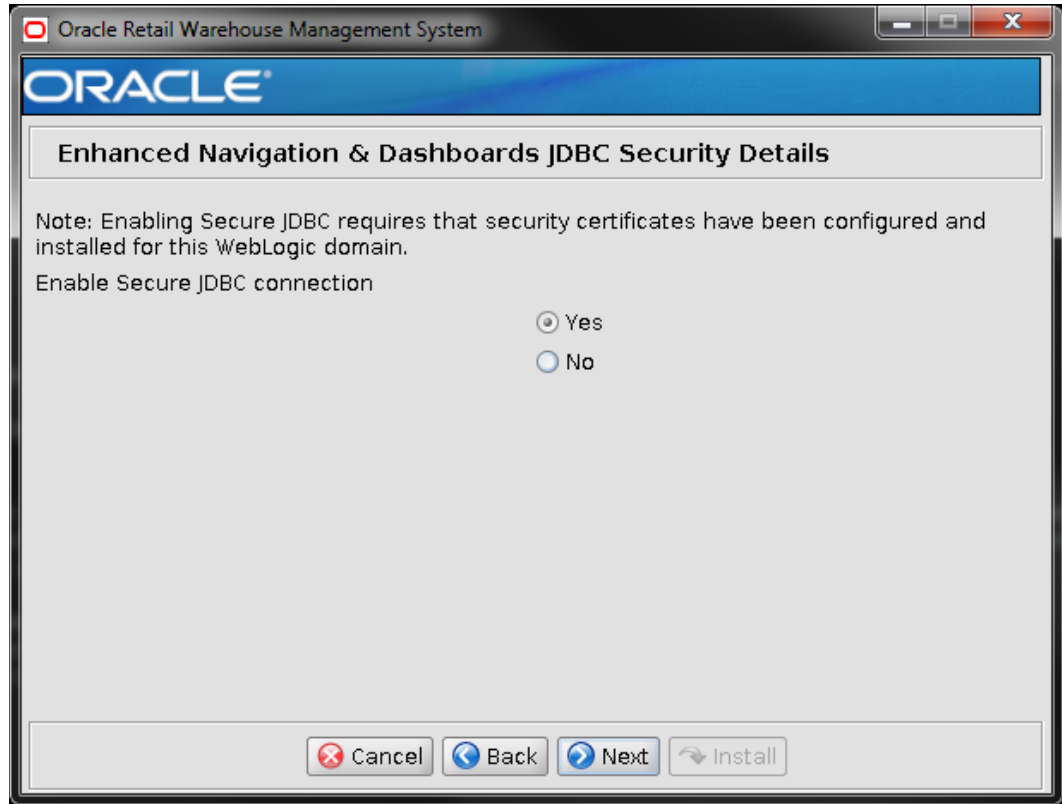 Oracle Retail Warehouse Management System
ORACLE®
Enhanced Navigation & Dashboards JDBC Security Details
Note: Enabling Secure JDBC requires that security certificates have been configured and
installed for this WebLogic domain.
Enable Secure JDBC connection
Yes
No
Cancel Back Next Install